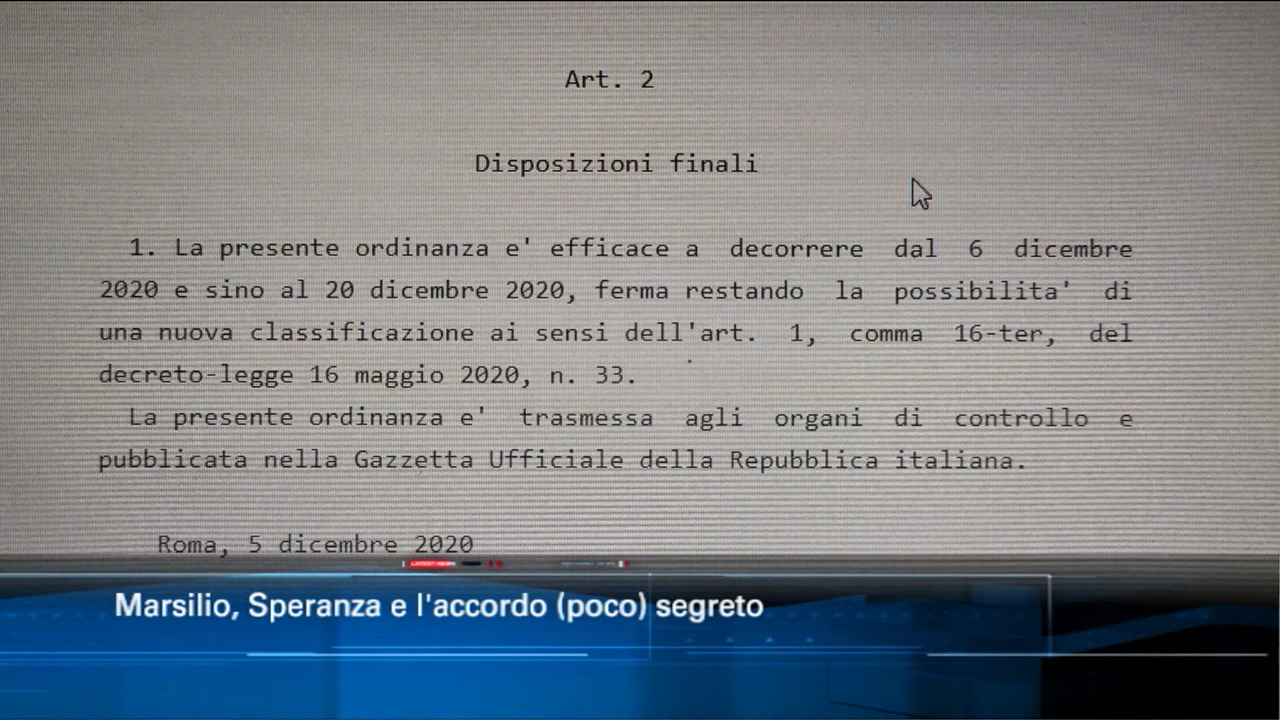 Art. 2
Disposizioni finali
1. La presente ordinanza e' efficace a decorrere dal 6 dicembre
2020 e sino al 20 dicembre 2020, ferma restando la possibilita' di
una nuova classificazione ai sensi dell'art. 1, comma 16-ter, del
decreto-legge 16 maggio 2020, n. 33.
La presente ordinanza e' trasmessa agli organi di controllo e
pubblicata nella Gazzetta Ufficiale della Repubblica italiana.
Roma, 5 dicembre 2020
LATEST NEWS
Marsilio, Speranza e l'accordo (poco) segreto